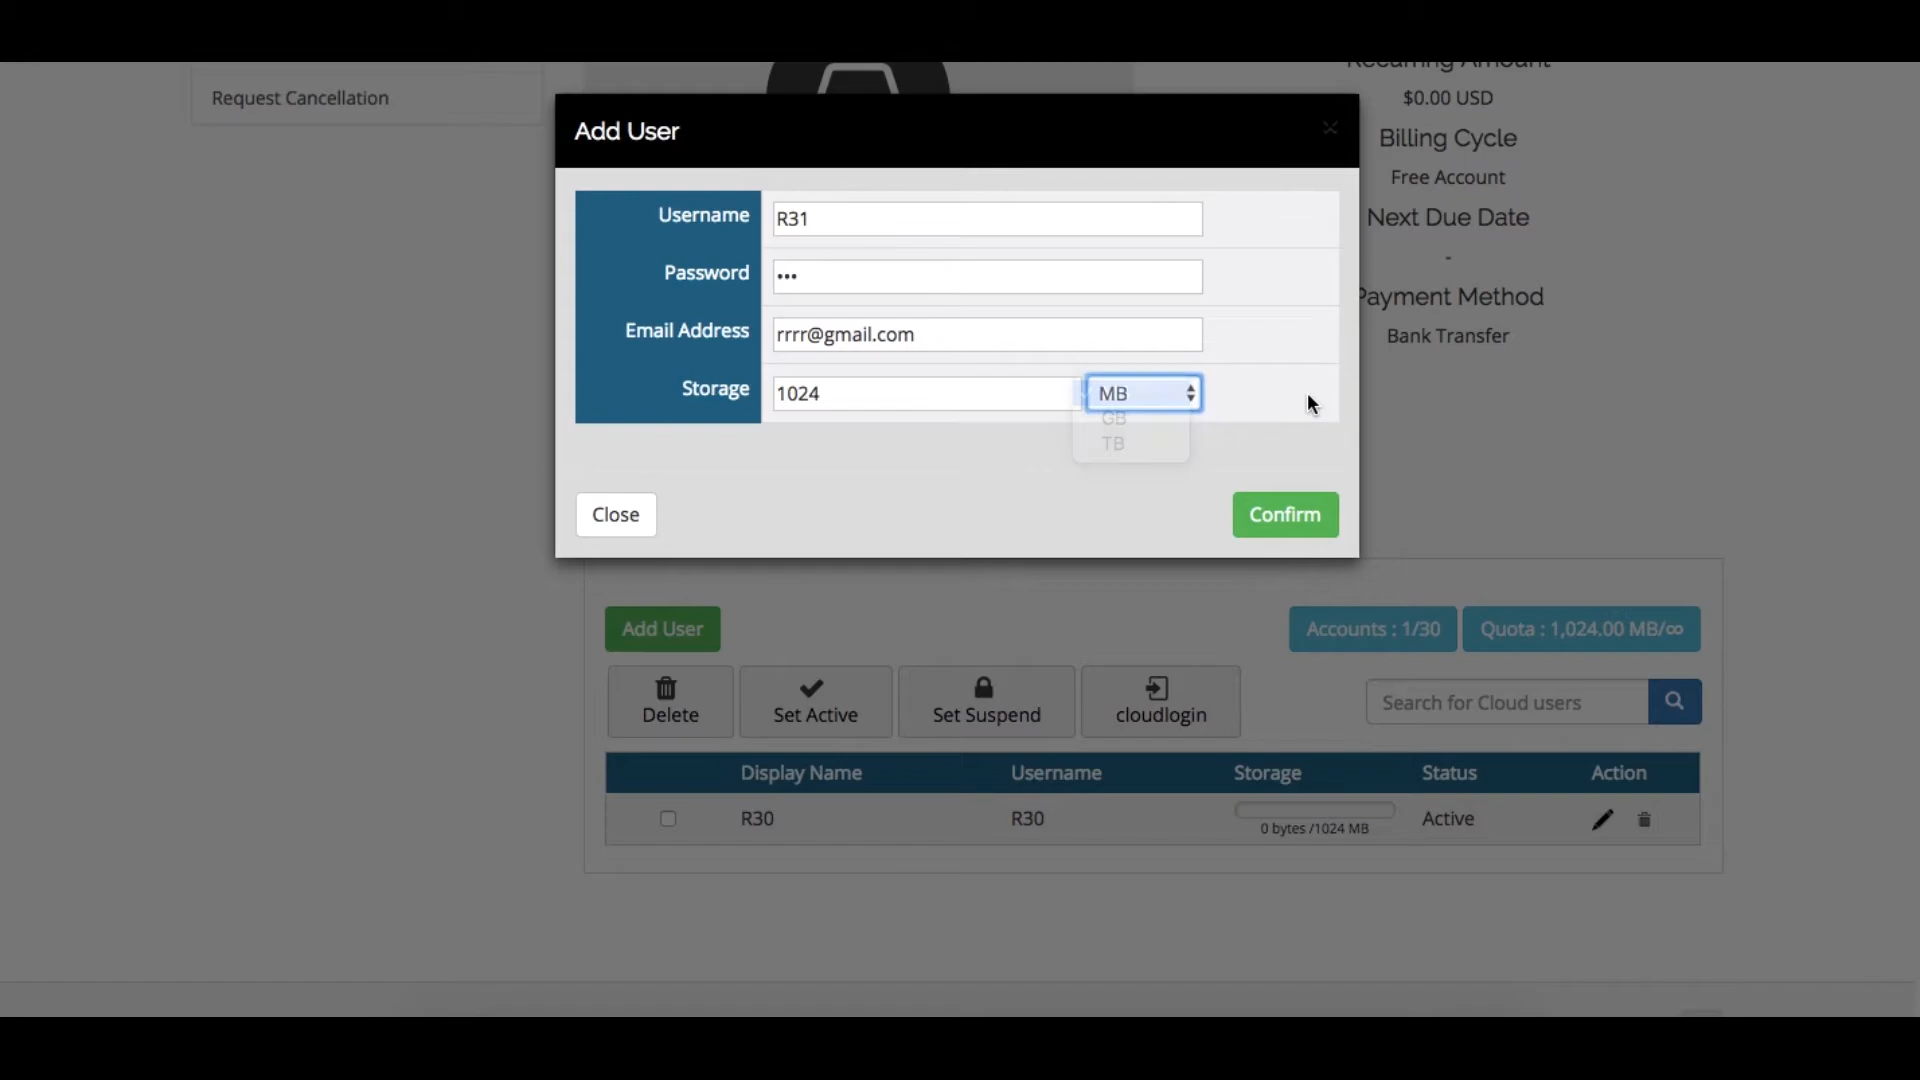 Recurring Amount
Request Cancellation
$0.00 USD
Add User
×
Billing Cycle
Free Account
Username
R31
Next Due Date
Password
•••
-
Payment Method
Email Address
rrrr@gmail.com
Bank Transfer
Storage
1024
MB
GB
TB
Close
Confirm
Add User
Accounts : 1/30
Quota : 1,024.00 MB/∞
Delete
Set Active
Set Suspend
cloudlogin
Search for Cloud users
Display Name
Username
Storage
Status
Action
R30
R30
0 bytes /1024 MB
Active